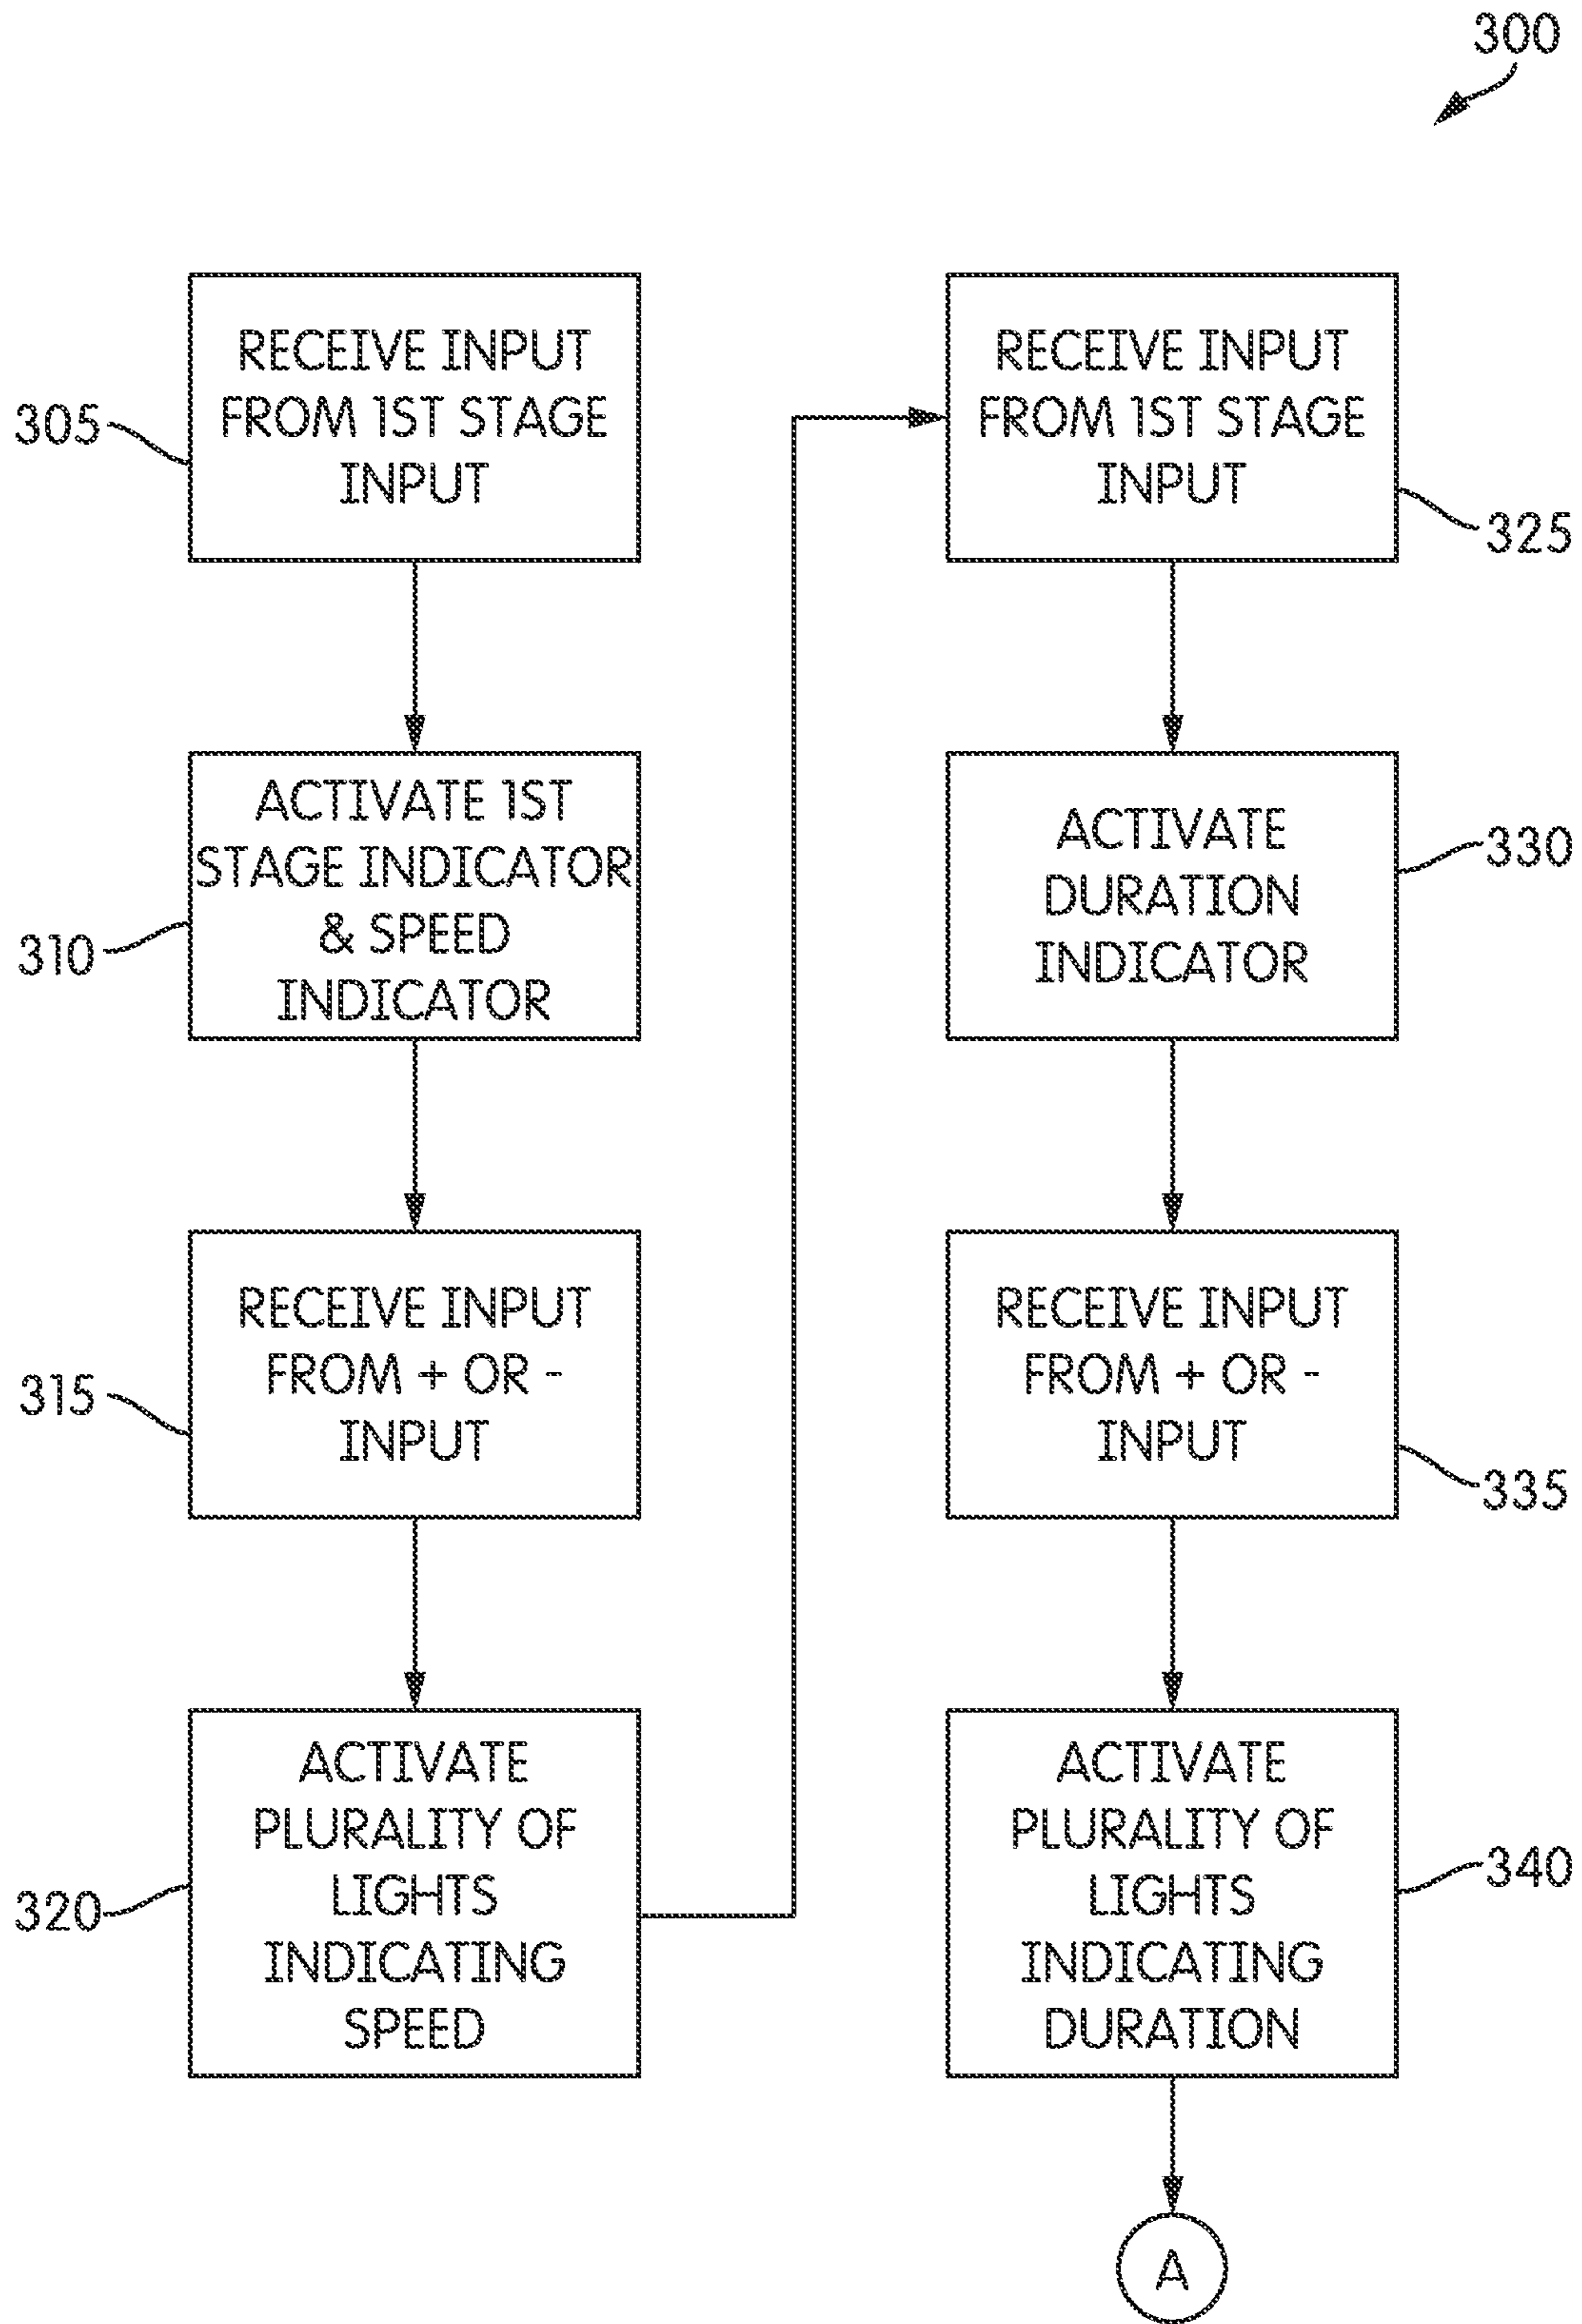 300
305
RECEIVE INPUT
FROM 1ST STAGE
INPUT
310
ACTIVATE 1ST
STAGE INDICATOR
& SPEED
INDICATOR
315
RECEIVE INPUT
FROM + OR -
INPUT
320
ACTIVATE
PLURALITY OF
LIGHTS
INDICATING
SPEED
RECEIVE INPUT
FROM 1ST STAGE
INPUT
325
ACTIVATE
DURATION
INDICATOR
330
RECEIVE INPUT
FROM + OR -
INPUT
335
ACTIVATE
PLURALITY OF
LIGHTS
INDICATING
DURATION
340
A